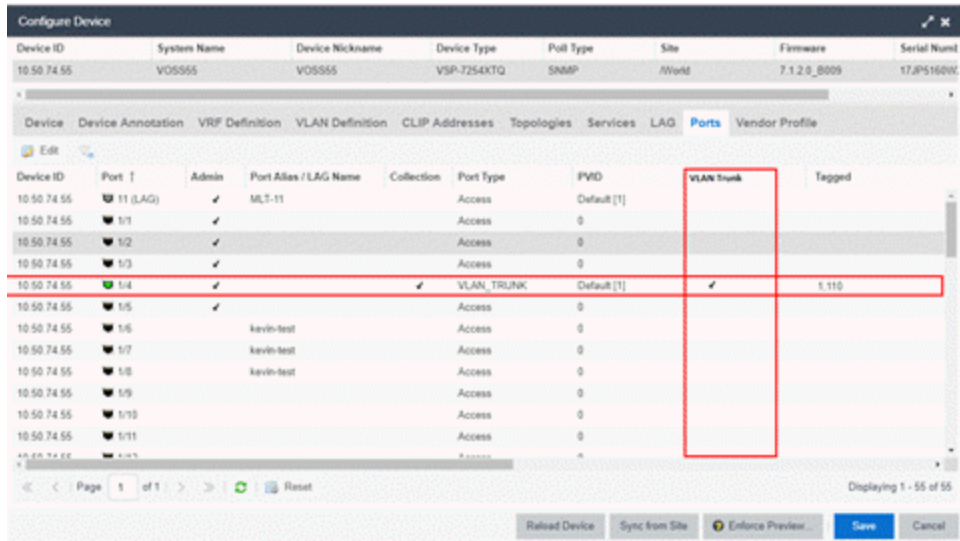 Configure Device
Device ID System Name Device Nickname Device Type Poll Type Site Firmware Serial Numb
10.50.74.55 VOSS55 VOSS55 VSP-7254XTQ SNMP /World 7.1.2.0_B009 17JP5160W
Device Device Annotation VRF Definition VLAN Definition CLIP Addresses Topologies Services LAG Ports Vendor Profile
Edit
Device ID Port ↑ Admin Port Alias / LAG Name Collection Port Type PVID VLAN Trunk Tagged
10.50.74.55 11 (LAG) ✔ MLT-11 Access Default [1]
10.50.74.55 1/1 ✔ Access 0
10.50.74.55 1/2 ✔ Access 0
10.50.74.55 1/3 ✔ Access 0
10.50.74.55 1/4 ✔ ✔ VLAN_TRUNK Default [1] ✔ 1,110
10.50.74.55 1/5 ✔ Access 0
10.50.74.55 1/6 kevin-test Access 0
10.50.74.55 1/7 kevin-test Access 0
10.50.74.55 1/8 kevin-test Access 0
10.50.74.55 1/9 Access 0
10.50.74.55 1/10 Access 0
10.50.74.55 1/11 Access 0
Page 1 of 1 Reset Displaying 1 - 55 of 55
Reload Device Sync from Site Enforce Preview... Save Cancel